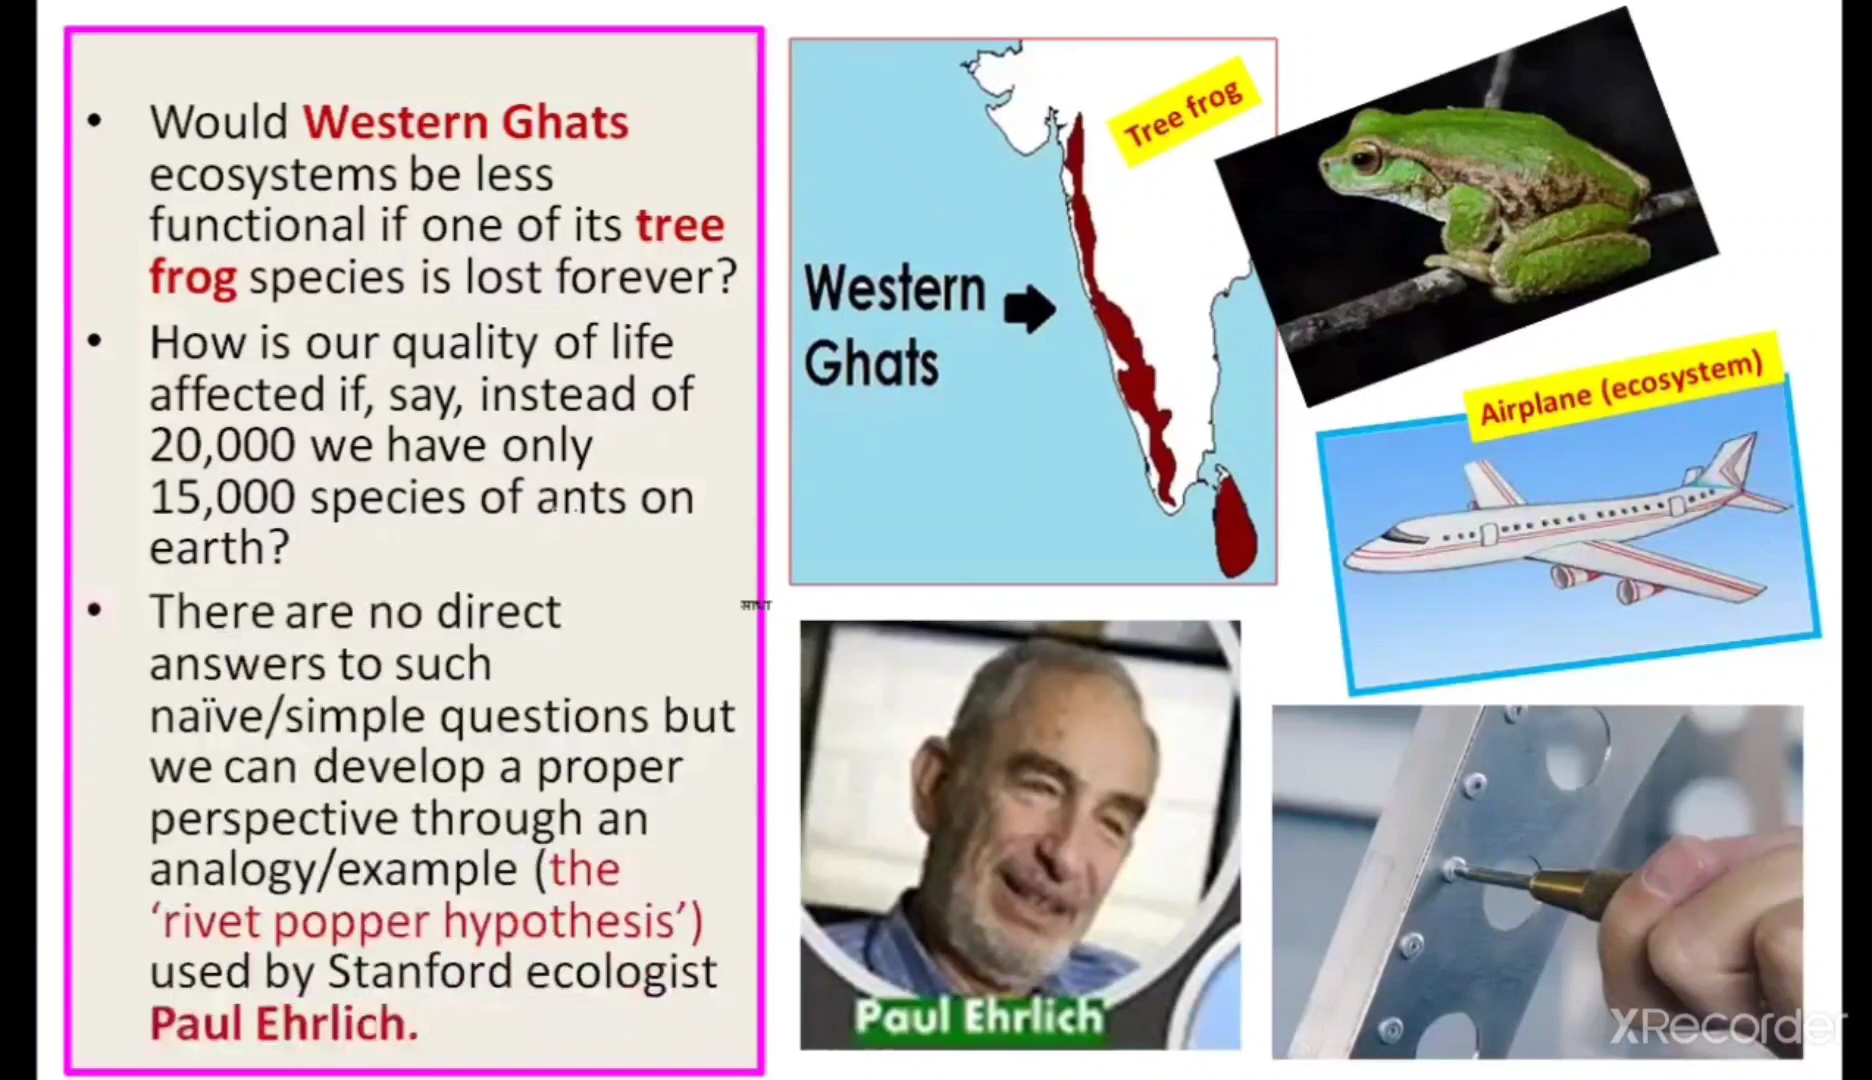 • Would Western Ghats
ecosystems be less
functional if one of its tree
frog species is lost forever?
• How is our quality of life
affected if, say, instead of
20,000 we have only
15,000 species of ants on
earth?
• There are no direct
answers to such
naïve/simple questions but
we can develop a proper
perspective through an
analogy/example (the
‘rivet popper hypothesis’)
used by Stanford ecologist
Paul Ehrlich.
Western
Ghats
Tree frog
Airplane (ecosystem)
Paul Ehrlich
XRecorder